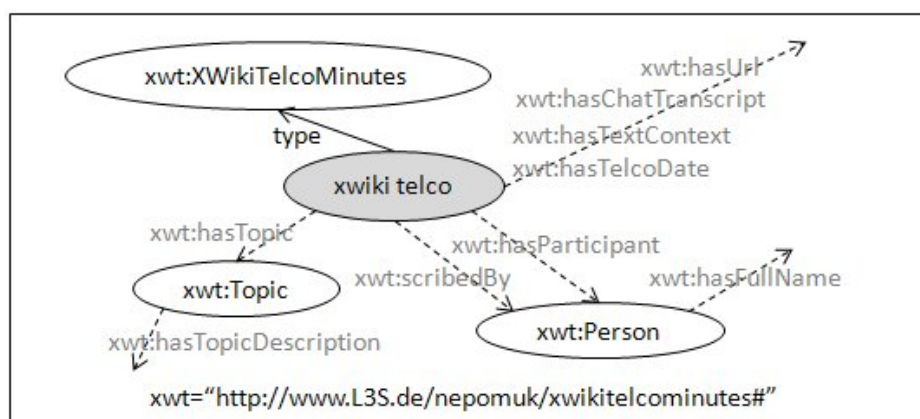 xwt:XWikiTelcoMinutes
xwt:hasUrl
xwt:hasChatTranscript
type
xwt:hasTextContext
xwt:hasTelcoDate
xwiki telco
xwt:hasTopic
xwt:hasParticipant
xwt:scribedBy
xwt:hasFullName
xwt:Topic
xwt:Person
xwt:hasTopicDescription
xwt=“http://www.L3S.de/nepomuk/xwikitelcominutes#”